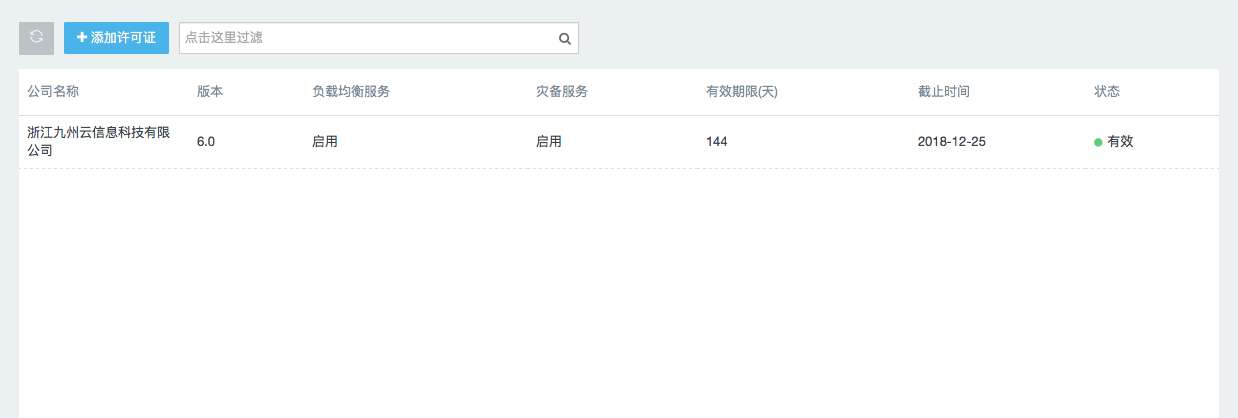 添加许可证
点击这里过滤
公司名称 版本 负载均衡服务 灾备服务 有效期限(天) 截止时间 状态
浙江九州云信息科技有限
公司
6.0 启用 启用 144 2018-12-25 有效